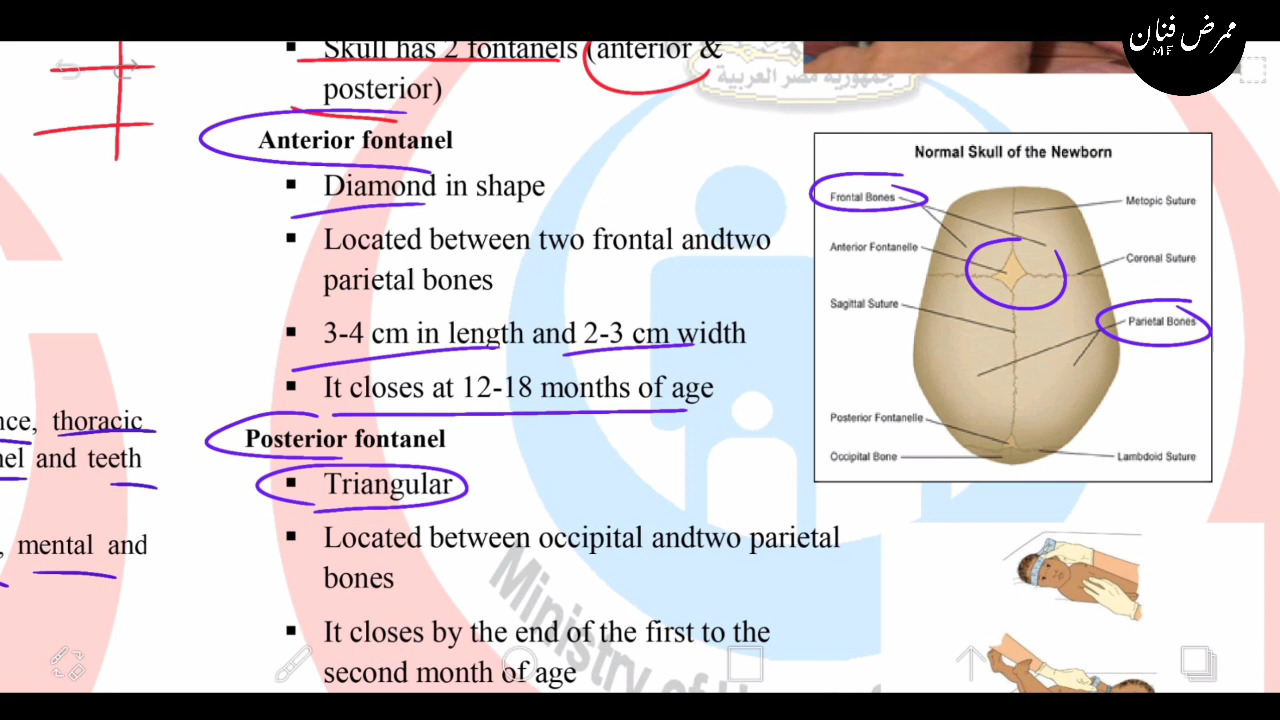 ممرض فنان
MF
▪ Skull has 2 fontanels (anterior &
posterior)
جمهورية مصر العربية
Anterior fontanel
▪ Diamond in shape
▪ Located between two frontal andtwo
parietal bones
▪ 3-4 cm in length and 2-3 cm width
▪ It closes at 12-18 months of age
Posterior fontanel
▪ Triangular
▪ Located between occipital andtwo parietal
bones
▪ It closes by the end of the first to the
second month of age
nce, thoracic
nel and teeth
, mental and
Normal Skull of the Newborn
Frontal Bones
Anterior Fontanelle
Sagittal Suture
Posterior Fontanelle
Occipital Bone
Metopic Suture
Coronal Suture
Parietal Bones
Lambdoid Suture
Ministry of H